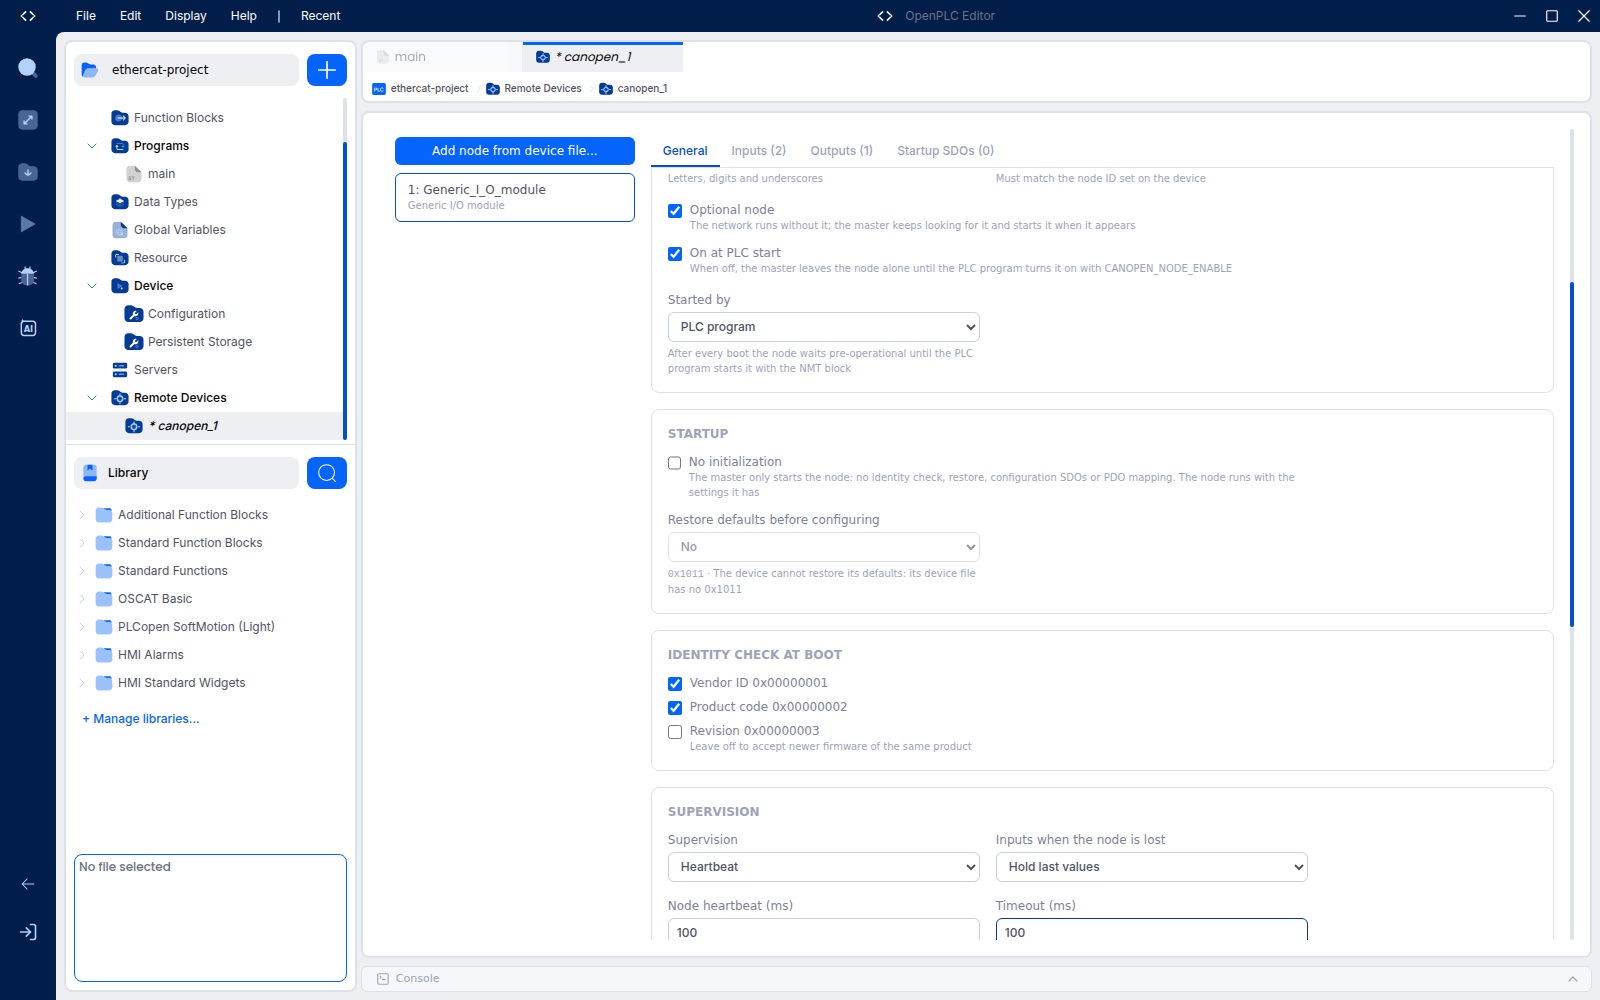 File Edit Display Help | Recent
OpenPLC Editor
ethercat-project
Function Blocks
Programs
main
Data Types
Global Variables
Resource
Device
Configuration
Persistent Storage
Servers
Remote Devices
* canopen_1
Library
Additional Function Blocks
Standard Function Blocks
Standard Functions
OSCAT Basic
PLCopen SoftMotion (Light)
HMI Alarms
HMI Standard Widgets
+ Manage libraries...
No file selected
main
* canopen_1
ethercat-project Remote Devices canopen_1
Add node from device file...
1: Generic_I_O_module
Generic I/O module
General Inputs (2) Outputs (1) Startup SDOs (0)
Letters, digits and underscores
Must match the node ID set on the device
Optional node
The network runs without it; the master keeps looking for it and starts it when it appears
On at PLC start
When off, the master leaves the node alone until the PLC program turns it on with CANOPEN_NODE_ENABLE
Started by
PLC program
After every boot the node waits pre-operational until the PLC
program starts it with the NMT block
STARTUP
No initialization
The master only starts the node: no identity check, restore, configuration SDOs or PDO mapping. The node runs with the
settings it has
Restore defaults before configuring
No
0x1011 · The device cannot restore its defaults: its device file
has no 0x1011
IDENTITY CHECK AT BOOT
Vendor ID 0x00000001
Product code 0x00000002
Revision 0x00000003
Leave off to accept newer firmware of the same product
SUPERVISION
Supervision
Heartbeat
Inputs when the node is lost
Hold last values
Node heartbeat (ms)
100
Timeout (ms)
100
Console
AI
PLC